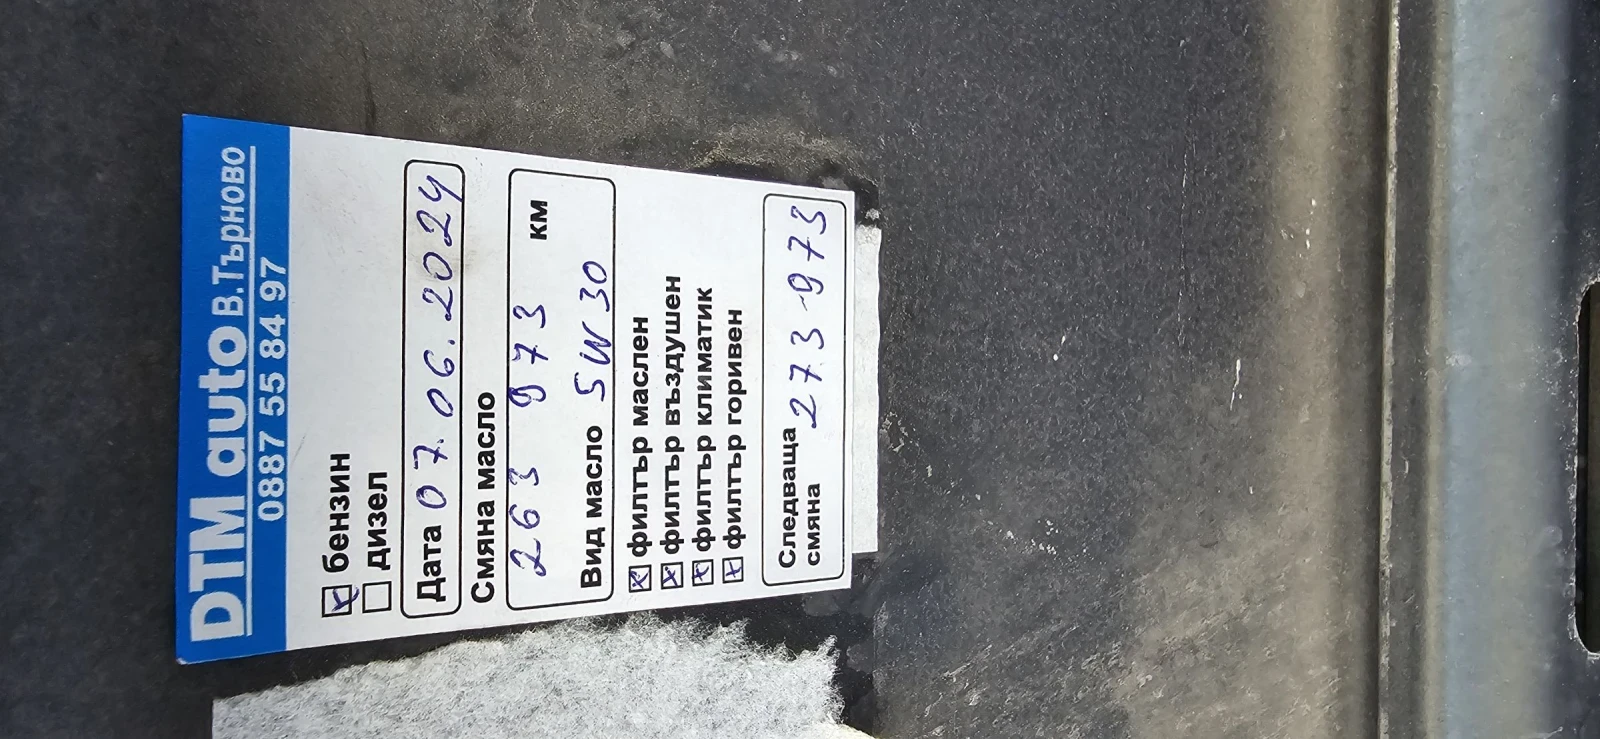 DTM auto В.Търново
0887 55 84 97
бензин
дизел
Дата 07.06.2024
Смяна масло
263 973 км
Вид масло 5W30
филтър маслен
филтър въздушен
филтър климатик
филтър горивен
Следваща смяна 273 973